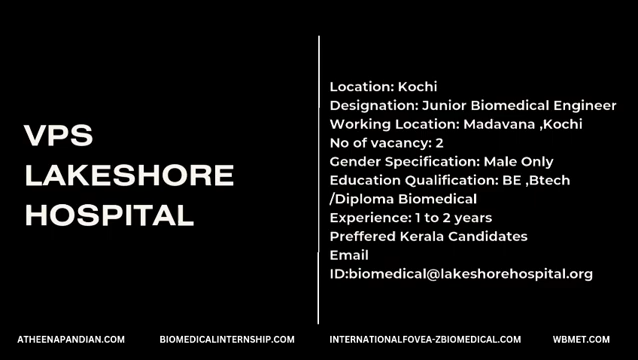 VPS
LAKESHORE
HOSPITAL
Location: Kochi
Designation: Junior Biomedical Engineer
Working Location: Madavana ,Kochi
No of vacancy: 2
Gender Specification: Male Only
Education Qualification: BE ,Btech
/Diploma Biomedical
Experience: 1 to 2 years
Preffered Kerala Candidates
Email
ID:biomedical@lakeshorehospital.org
ATHEENAPANDIAN.COM BIOMEDICALINTERNSHIP.COM INTERNATIONALFOVEA-ZBIOMEDICAL.COM WBMET.COM